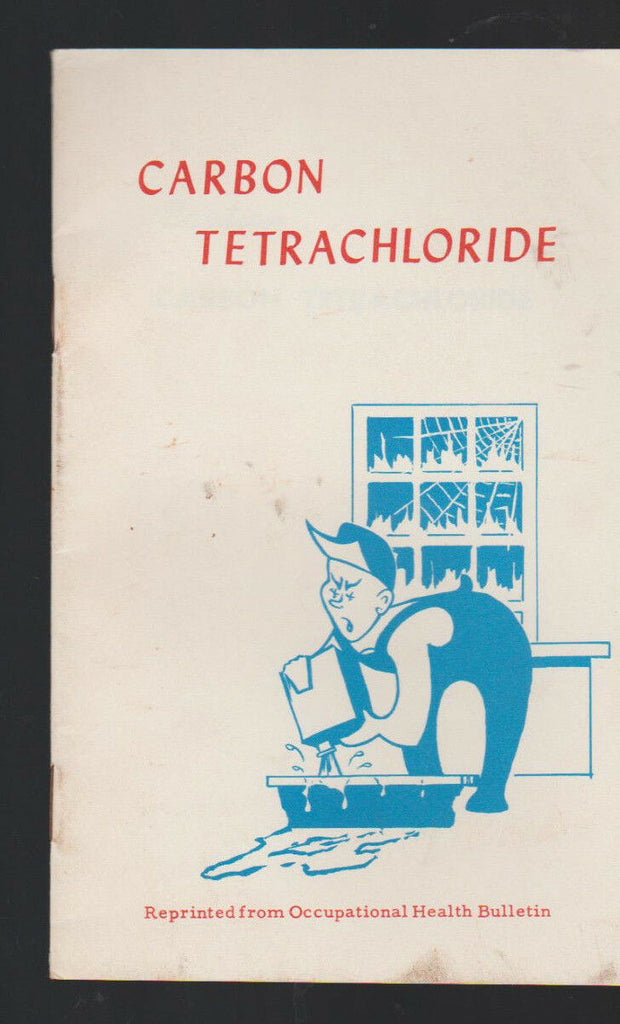 CARBON
TETRACHLORIDE
Reprinted from Occupational Health Bulletin